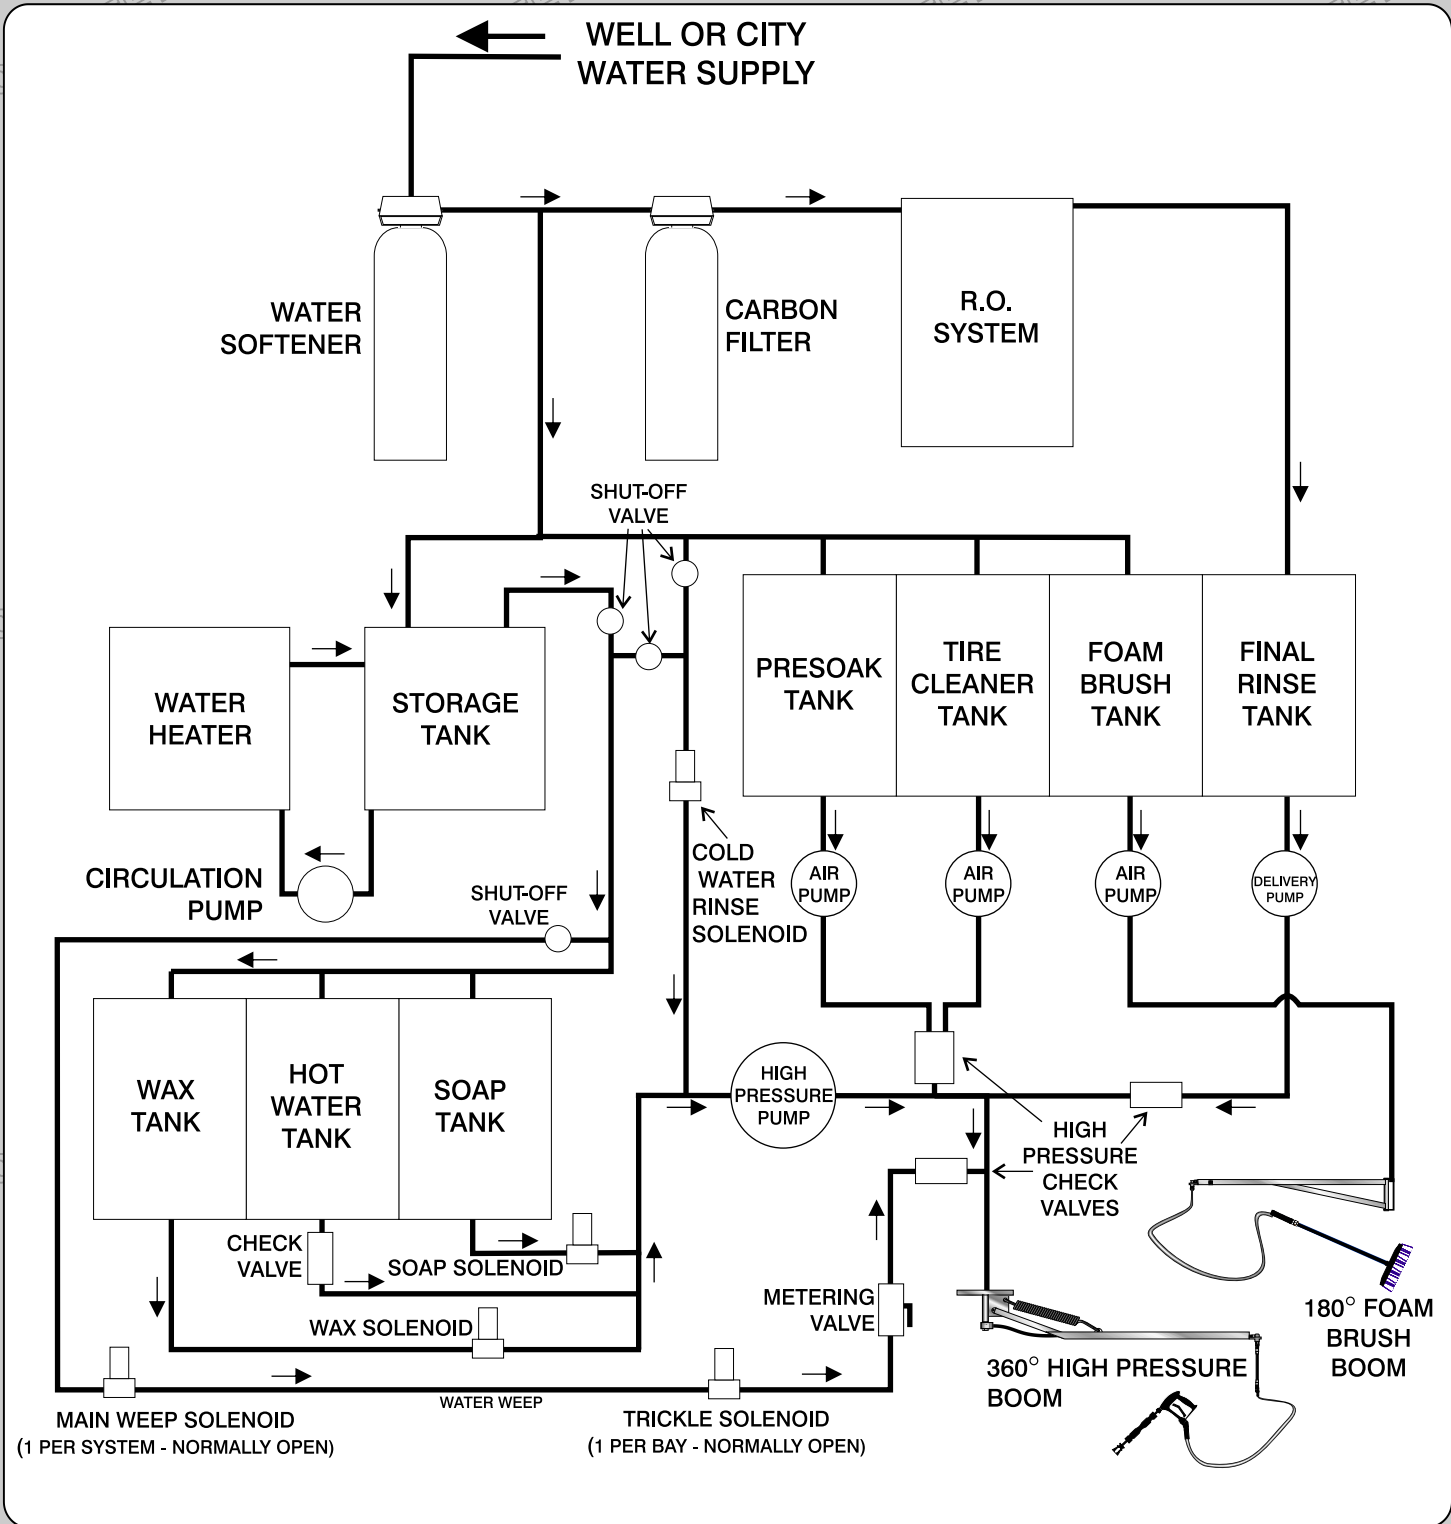 WELL OR CITY
WATER SUPPLY
WATER
SOFTENER
CARBON
FILTER
R.O.
SYSTEM
SHUT-OFF
VALVE
WATER
HEATER
STORAGE
TANK
PRESOAK
TANK
TIRE
CLEANER
TANK
FOAM
BRUSH
TANK
FINAL
RINSE
TANK
CIRCULATION
PUMP
COLD
WATER
RINSE
SOLENOID
AIR
PUMP
AIR
PUMP
AIR
PUMP
DELIVERY
PUMP
SHUT-OFF
VALVE
WAX
TANK
HOT
WATER
TANK
SOAP
TANK
HIGH
PRESSURE
PUMP
HIGH
PRESSURE
CHECK
VALVES
CHECK
VALVE
SOAP SOLENOID
WAX SOLENOID
METERING
VALVE
180° FOAM
BRUSH
BOOM
360° HIGH PRESSURE
BOOM
WATER WEEP
MAIN WEEP SOLENOID
(1 PER SYSTEM - NORMALLY OPEN)
TRICKLE SOLENOID
(1 PER BAY - NORMALLY OPEN)